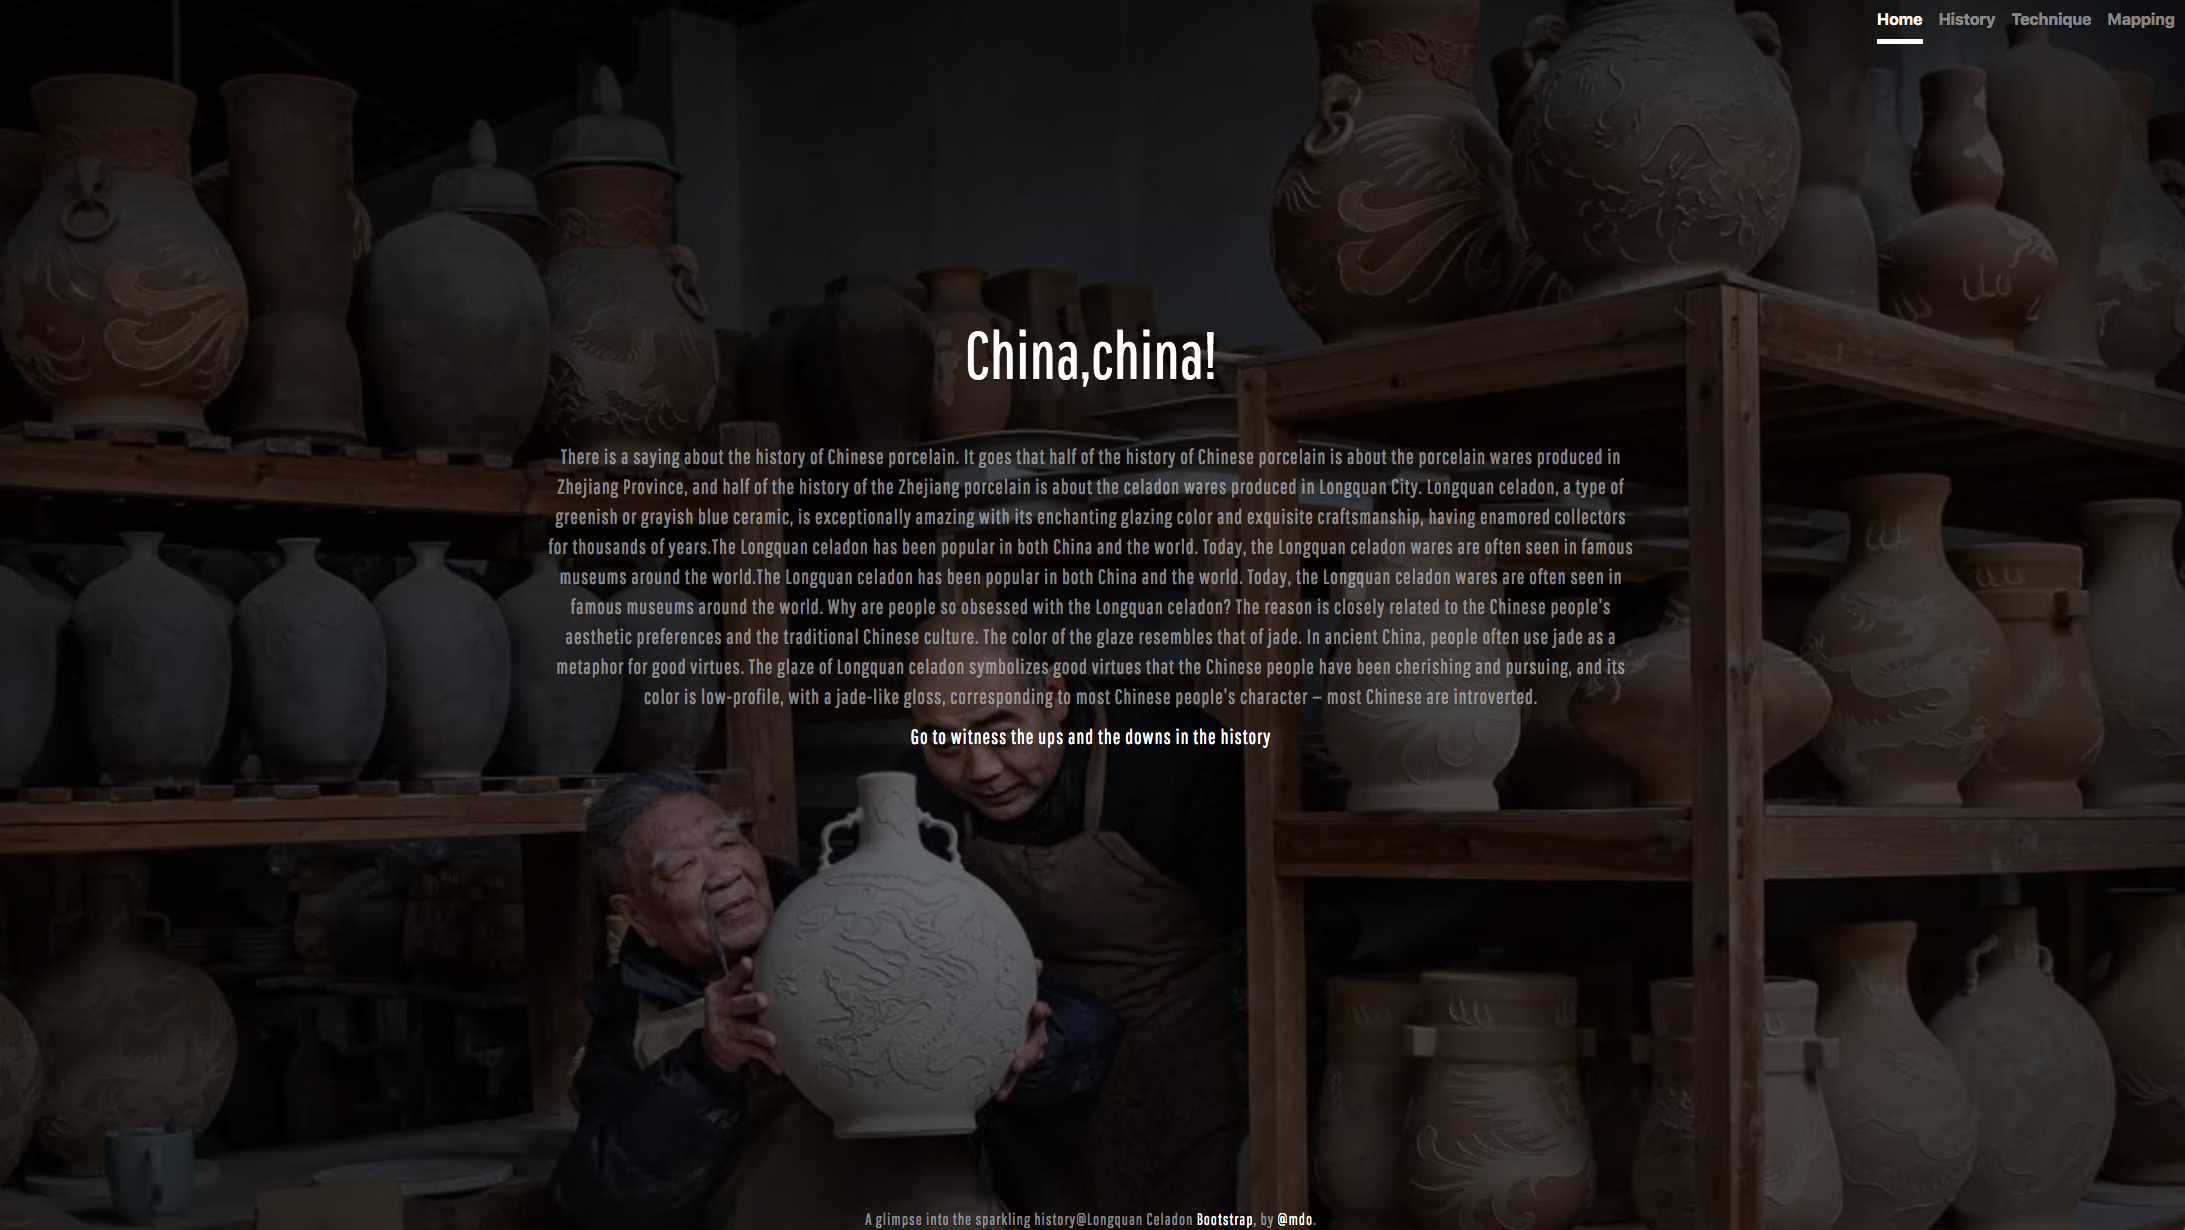 Home History Technique Mapping
China,china!
There is a saying about the history of Chinese porcelain. It goes that half of the history of Chinese porcelain is about the porcelain wares produced in
Zhejiang Province, and half of the history of the Zhejiang porcelain is about the celadon wares produced in Longquan City. Longquan celadon, a type of
greenish or grayish blue ceramic, is exceptionally amazing with its enchanting glazing color and exquisite craftsmanship, having enamored collectors
for thousands of years.The Longquan celadon has been popular in both China and the world. Today, the Longquan celadon wares are often seen in famous
museums around the world.The Longquan celadon has been popular in both China and the world. Today, the Longquan celadon wares are often seen in
famous museums around the world. Why are people so obsessed with the Longquan celadon? The reason is closely related to the Chinese people's
aesthetic preferences and the traditional Chinese culture. The color of the glaze resembles that of jade. In ancient China, people often use jade as a
metaphor for good virtues. The glaze of Longquan celadon symbolizes good virtues that the Chinese people have been cherishing and pursuing, and its
color is low-profile, with a jade-like gloss, corresponding to most Chinese people's character – most Chinese are introverted.
Go to witness the ups and the downs in the history
A glimpse into the sparkling history@Longquan Celadon Bootstrap, by @mdo.